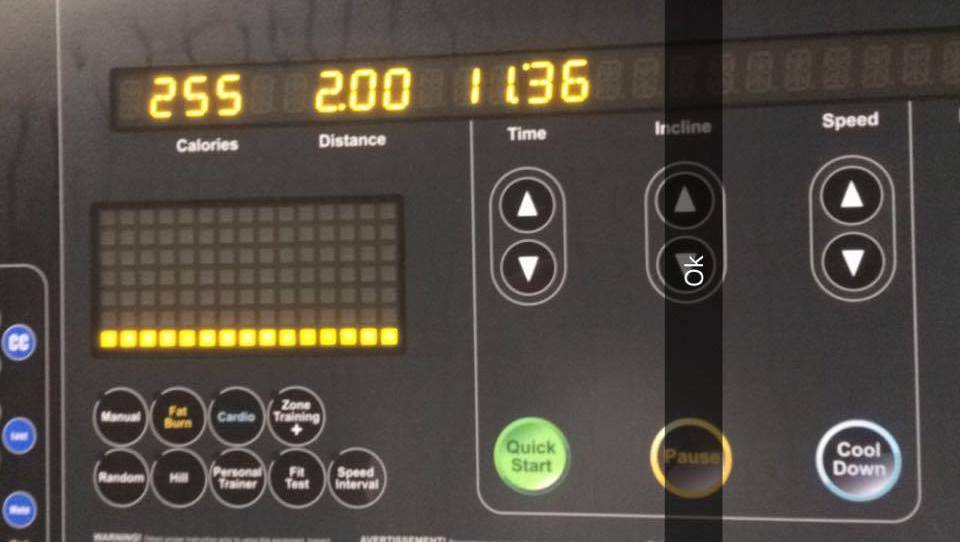 255 2.00 11:36
Calories Distance Time Incline Speed
Ok
CC
Manual Fat Burn Cardio Zone Training +
Random Hill Personal Trainer Fit Test Speed Interval
Quick Start Pause Cool Down
WARNING!
AVERTISSEMENT!